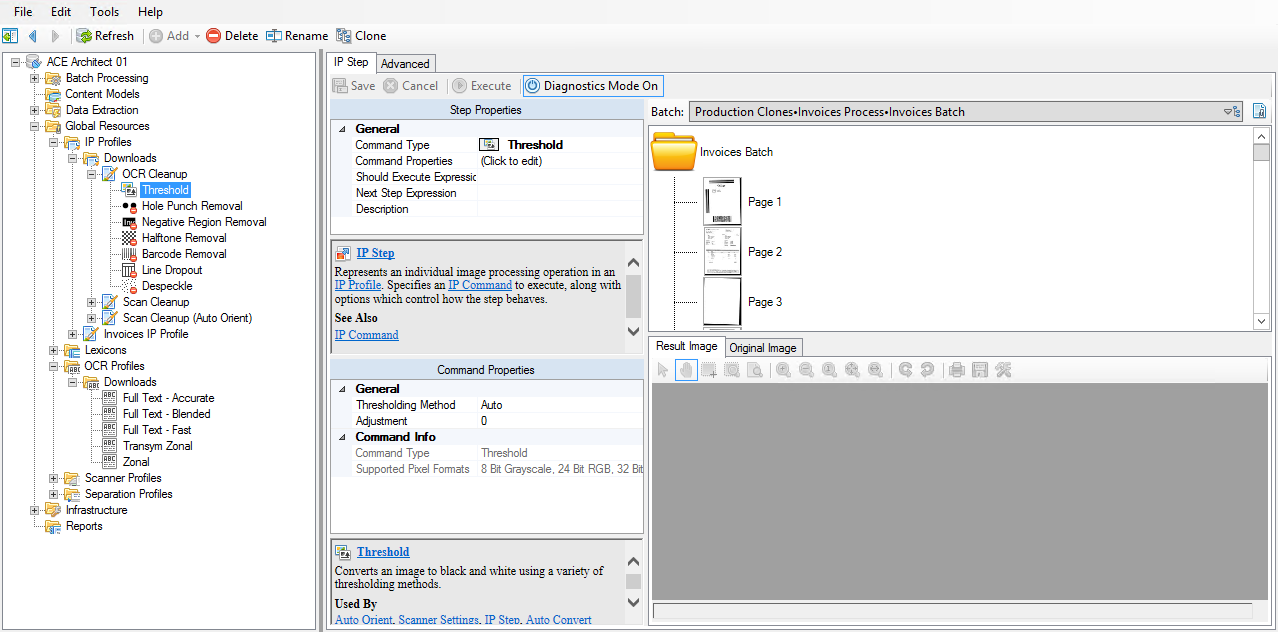 File Edit Tools Help
Refresh Add Delete Rename Clone
ACE Architect 01
Batch Processing
Content Models
Data Extraction
Global Resources
IP Profiles
Downloads
OCR Cleanup
Threshold
Hole Punch Removal
Negative Region Removal
Halftone Removal
Barcode Removal
Line Dropout
Despeckle
Scan Cleanup
Scan Cleanup (Auto Orient)
Invoices IP Profile
Lexicons
OCR Profiles
Downloads
Full Text - Accurate
Full Text - Blended
Full Text - Fast
Transym Zonal
Zonal
Scanner Profiles
Separation Profiles
Infrastructure
Reports
IP Step Advanced
Save Cancel Execute Diagnostics Mode On
Step Properties
General
Command Type Threshold
Command Properties (Click to edit)
Should Execute Expressic
Next Step Expression
Description
IP Step
Represents an individual image processing operation in an
IP Profile. Specifies an IP Command to execute, along with
options which control how the step behaves.
See Also
IP Command
Command Properties
General
Thresholding Method Auto
Adjustment 0
Command Info
Command Type Threshold
Supported Pixel Formats 8 Bit Grayscale, 24 Bit RGB, 32 Bit
Threshold
Converts an image to black and white using a variety of
thresholding methods.
Used By
Auto Orient, Scanner Settings, IP Step, Auto Convert
Batch: Production Clones•Invoices Process•Invoices Batch
Invoices Batch
Page 1
Page 2
Page 3
Result Image Original Image